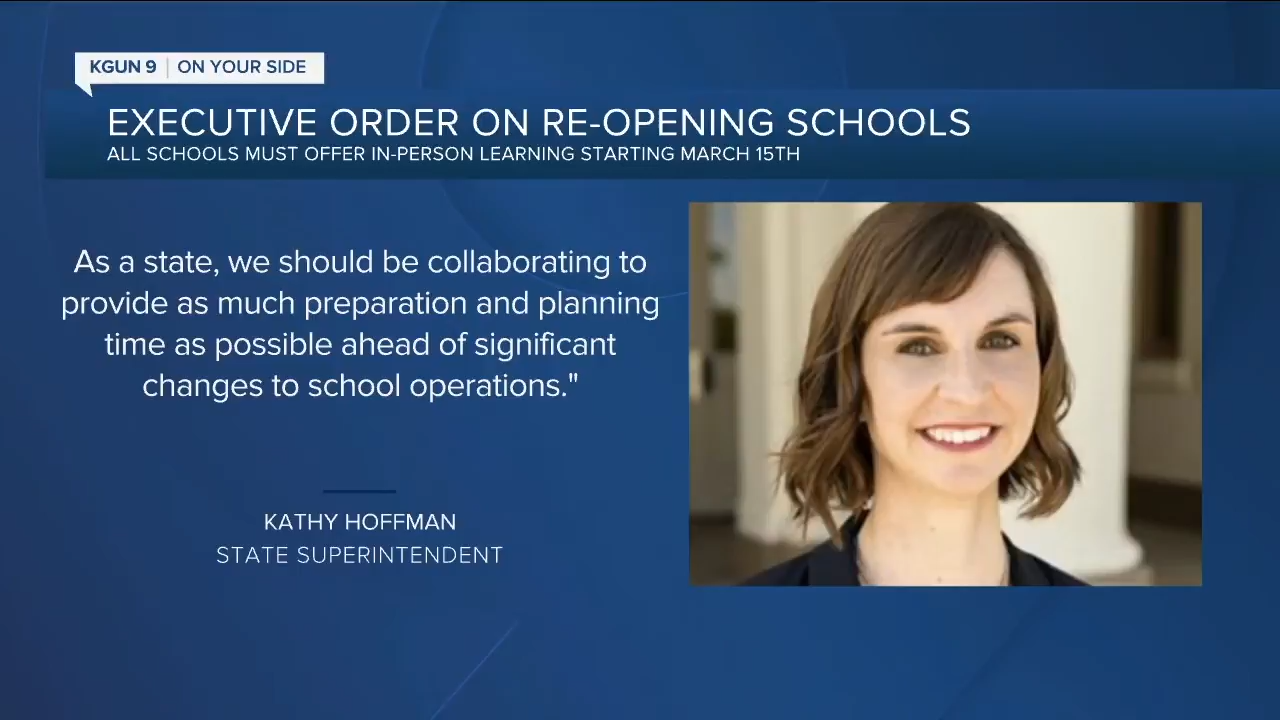 KGUN 9 | ON YOUR SIDE
EXECUTIVE ORDER ON RE-OPENING SCHOOLS
ALL SCHOOLS MUST OFFER IN-PERSON LEARNING STARTING MARCH 15TH
As a state, we should be collaborating to
provide as much preparation and planning
time as possible ahead of significant
changes to school operations."
KATHY HOFFMAN
STATE SUPERINTENDENT